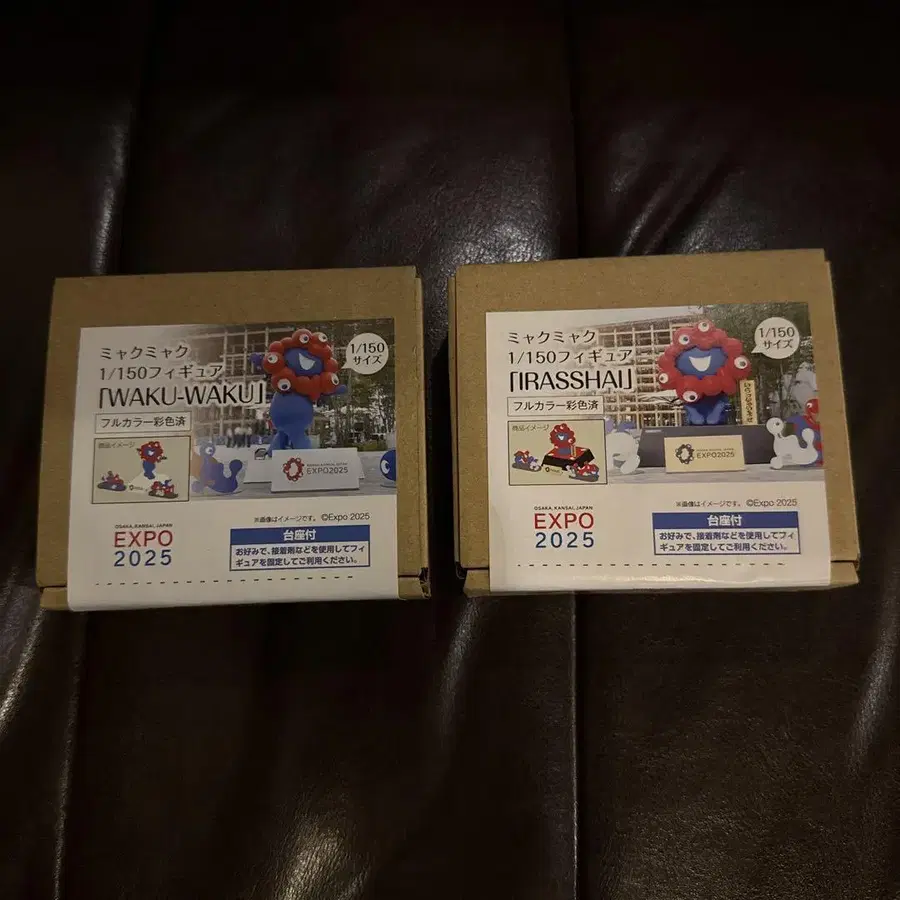 ミャクミャク
1/150フィギュア
「WAKU-WAKU」
フルカラー彩色済
商品イメージ
1/150
サイズ
EXPO2025
※画像はイメージです。 ©Expo 2025
OSAKA, KANSAI, JAPAN
EXPO
2025
台座付
お好みで、接着剤などを使用してフィ
ギュアを固定してご利用ください。
ミャクミャク
1/150フィギュア
「IRASSHAI」
フルカラー彩色済
商品イメージ
1/150
サイズ
EXPO2025
※画像はイメージです。 ©Expo 2025
OSAKA, KANSAI, JAPAN
EXPO
2025
台座付
お好みで、接着剤などを使用してフィ
ギュアを固定してご利用ください。